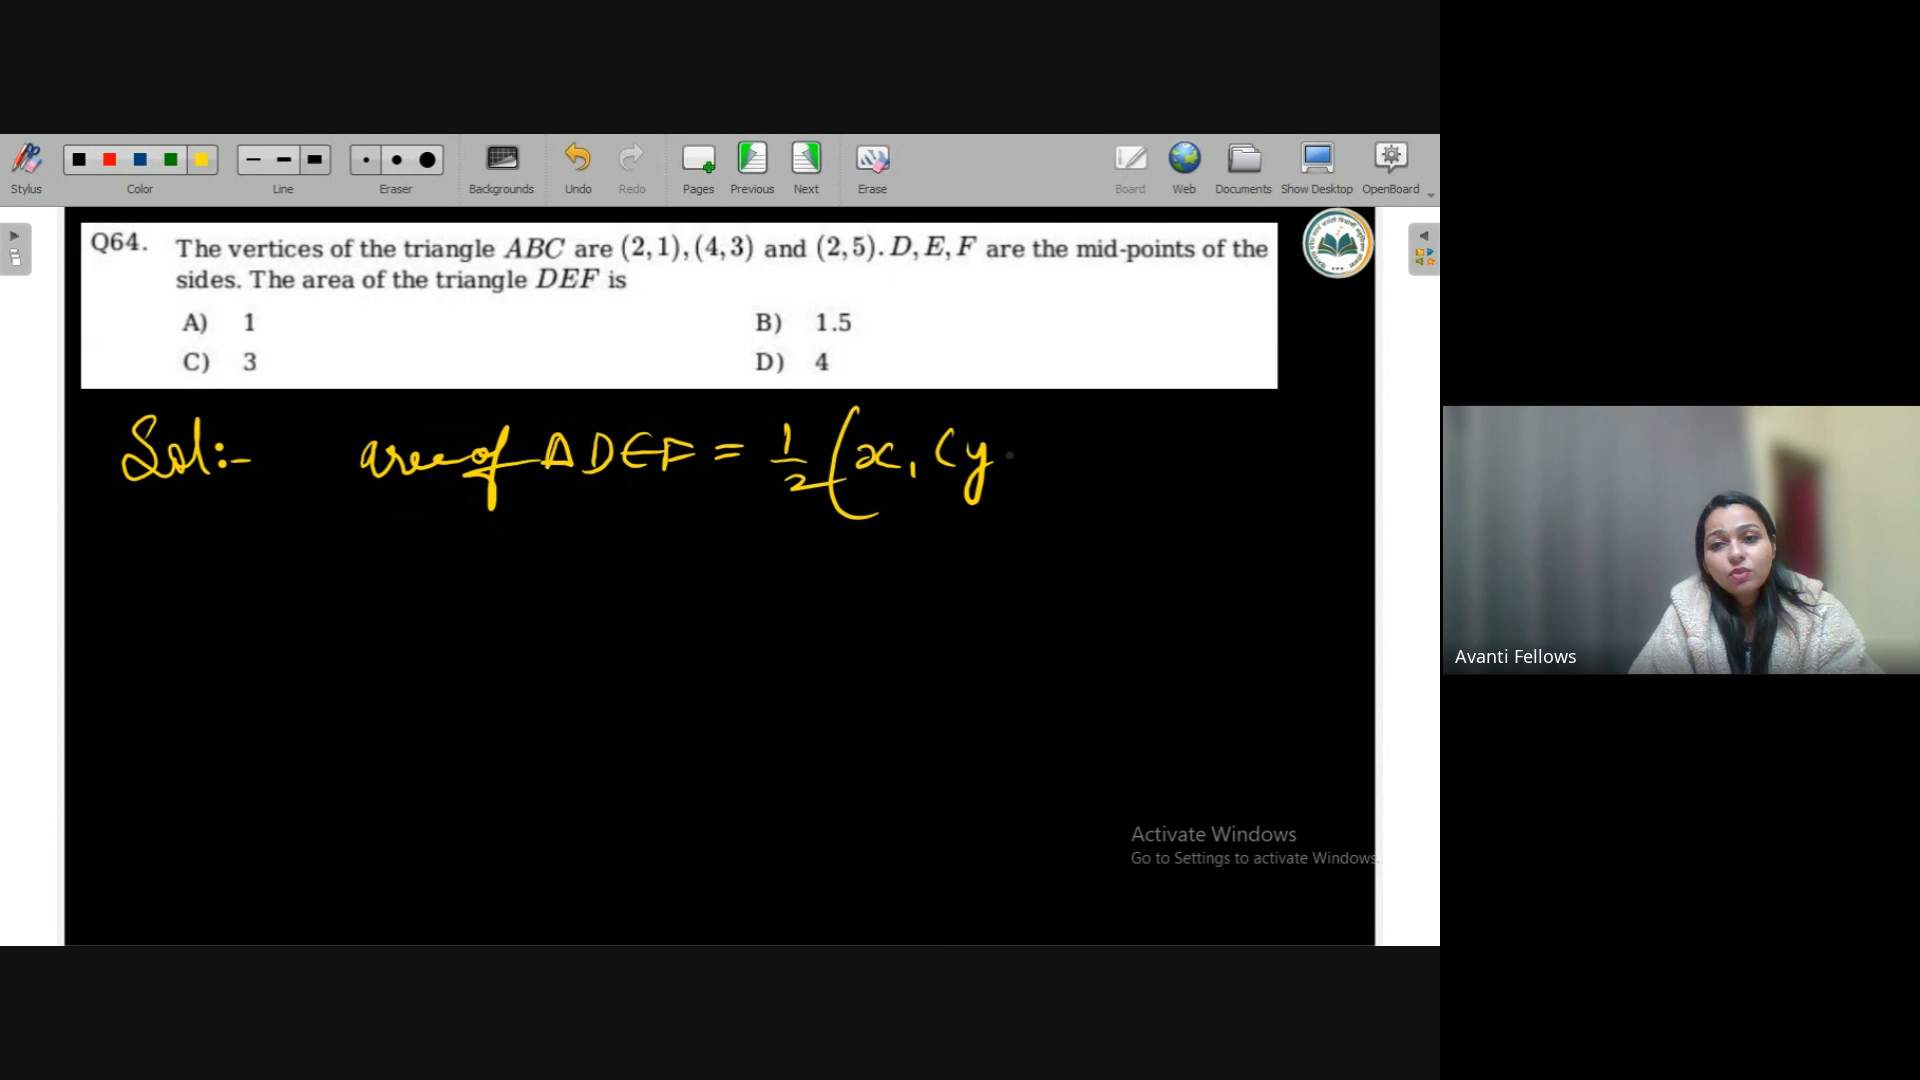 Stylus Color Line Eraser Backgrounds Undo Redo Pages Previous Next Erase Board Web Documents Show Desktop OpenBoard
Q64. The vertices of the triangle ABC are (2,1),(4,3) and (2,5). D, E, F are the mid-points of the
sides. The area of the triangle DEF is
A) 1 B) 1.5
C) 3 D) 4
Sol:- area of Δ DEF = 1/2 (x₁ (y
Avanti Fellows
Activate Windows
Go to Settings to activate Windows.